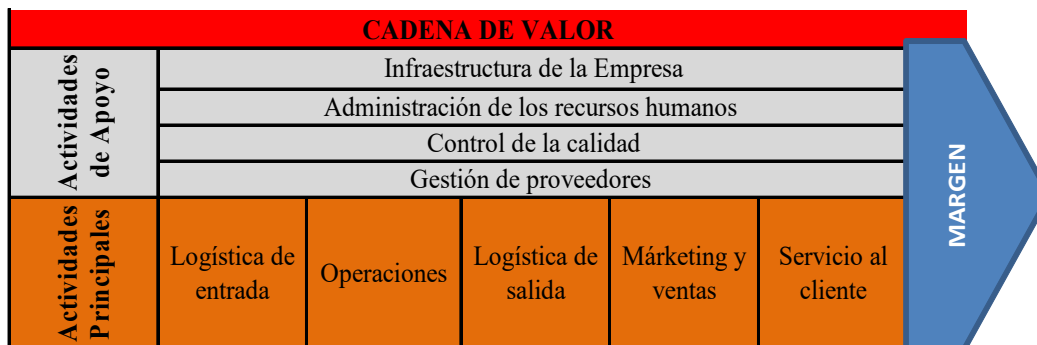 CADENA DE VALOR
Actividades
de Apoyo
Infraestructura de la Empresa
Administración de los recursos humanos
Control de la calidad
Gestión de proveedores
Actividades
Principales
Logística de
entrada
Operaciones
Logística de
salida
Márketing y
ventas
Servicio al
cliente
MARGEN